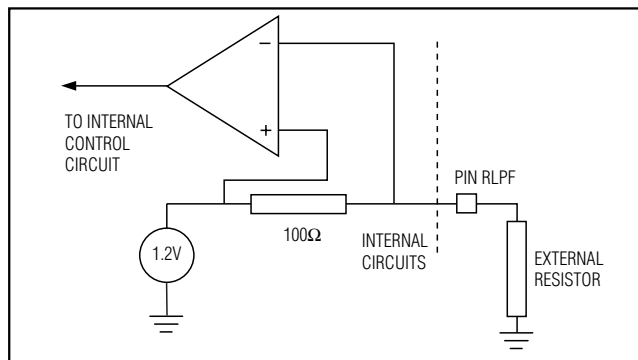 −
+
TO INTERNAL
CONTROL
CIRCUIT
PIN RLPF
100Ω
INTERNAL
CIRCUITS
1.2V
EXTERNAL
RESISTOR